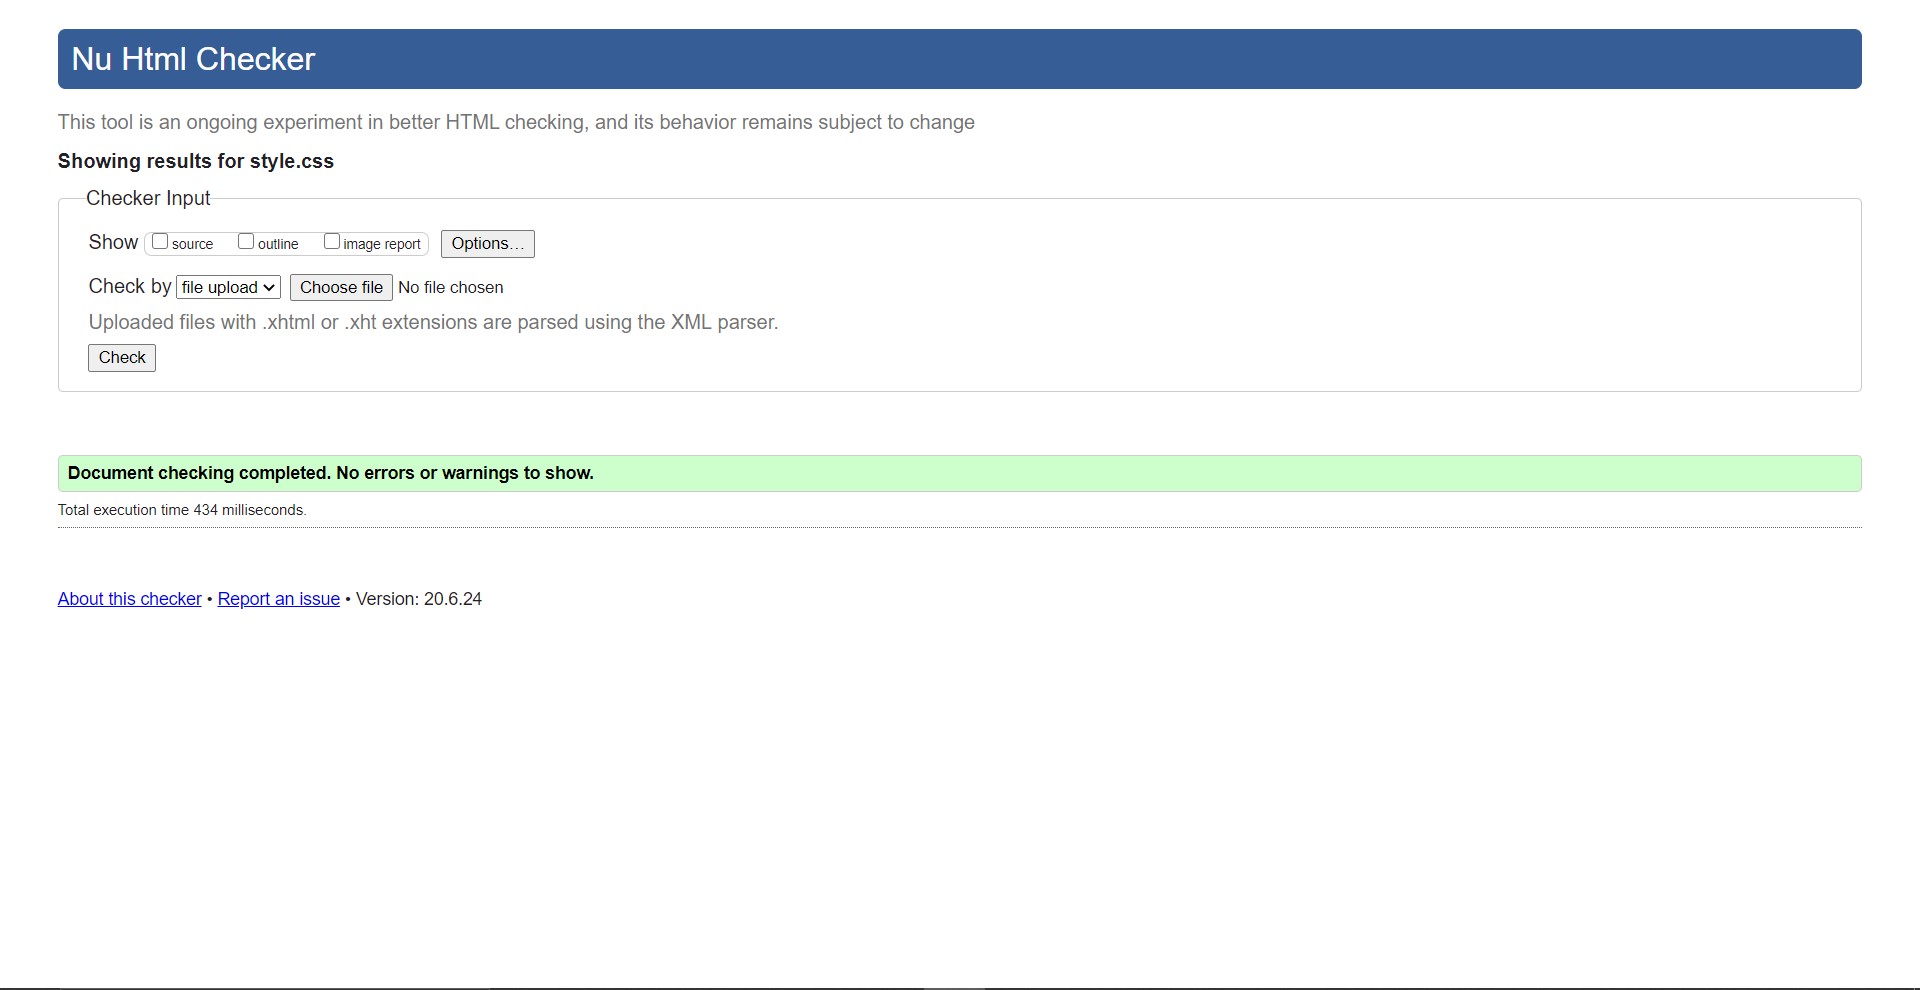 Nu Html Checker
This tool is an ongoing experiment in better HTML checking, and its behavior remains subject to change
Showing results for style.css
Checker Input
Show source outline image report Options...
Check by file upload Choose file No file chosen
Uploaded files with .xhtml or .xht extensions are parsed using the XML parser.
Check
Document checking completed. No errors or warnings to show.
Total execution time 434 milliseconds.
About this checker • Report an issue • Version: 20.6.24